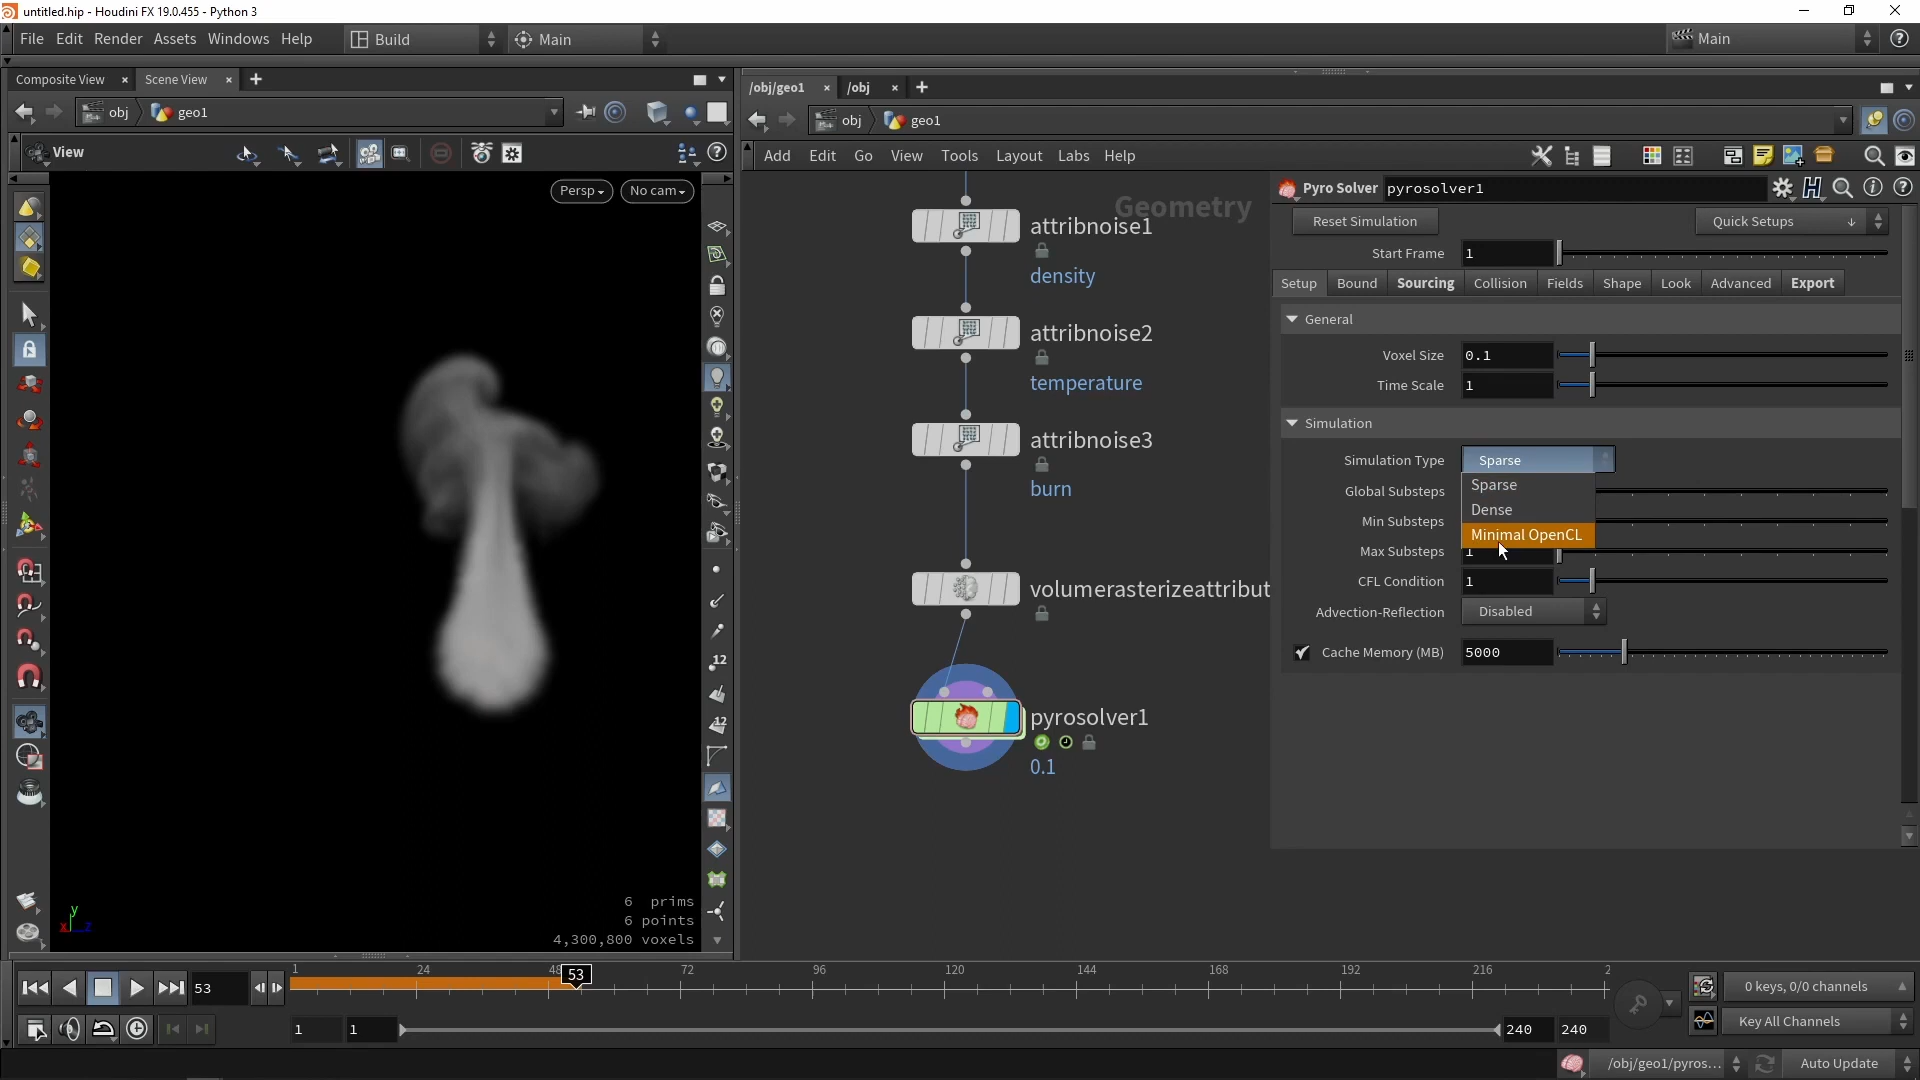 untitled.hip - Houdini FX 19.0.455 - Python 3
File Edit Render Assets Windows Help
Build
Main
Main
Composite View
Scene View
obj
geo1
View
Persp
No cam
12
12
6 prims
6 points
4,300,800 voxels
y
x
z
/obj/geo1
/obj
obj
geo1
Add Edit Go View Tools Layout Labs Help
Geometry
attribnoise1
density
attribnoise2
temperature
attribnoise3
burn
volumerasterizeattribut
pyrosolver1
0.1
Pyro Solver pyrosolver1
Reset Simulation
Quick Setups
Start Frame 1
Setup Bound Sourcing Collision Fields Shape Look Advanced Export
General
Voxel Size 0.1
Time Scale 1
Simulation
Simulation Type Sparse
Sparse
Dense
Minimal OpenCL
Global Substeps
Min Substeps
Max Substeps 1
CFL Condition 1
Advection-Reflection Disabled
Cache Memory (MB) 5000
53
1 24 48 53 72 96 120 144 168 192 216 2
0 keys, 0/0 channels
1 1
240 240
Key All Channels
/obj/geo1/pyros...
Auto Update